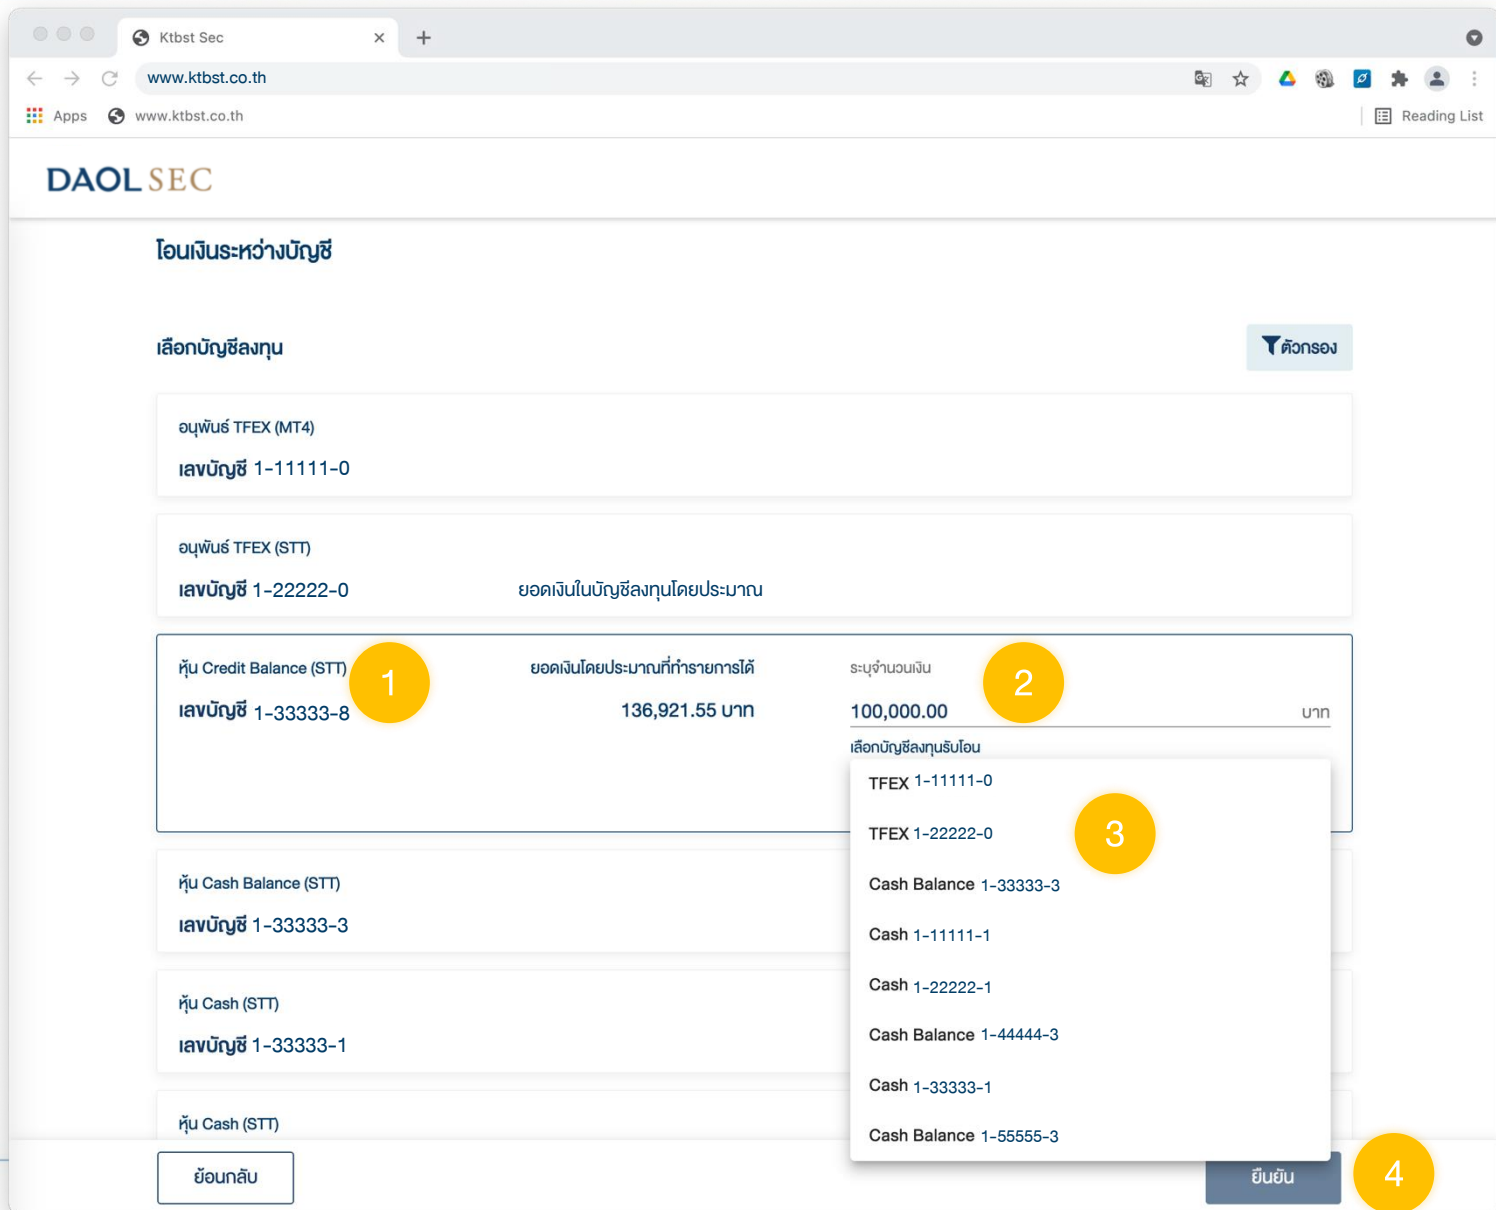 Ktbst Sec
www.ktbst.co.th
Apps www.ktbst.co.th Reading List
DAOL SEC
โอนเงินระหว่างบัญชี
เลือกบัญชีลงทุน ตัวกรอง
อนุพันธ์ TFEX (MT4)
เลขบัญชี 1-11111-0
อนุพันธ์ TFEX (STT)
เลขบัญชี 1-22222-0 ยอดเงินในบัญชีลงทุนโดยประมาณ
หุ้น Credit Balance (STT) 1 ยอดเงินโดยประมาณที่ทำรายการได้ ระบุจำนวนเงิน 2
เลขบัญชี 1-33333-8 136,921.55 บาท 100,000.00 บาท
เลือกบัญชีลงทุนรับโอน
TFEX 1-11111-0
TFEX 1-22222-0 3
Cash Balance 1-33333-3
Cash 1-11111-1
Cash 1-22222-1
Cash Balance 1-44444-3
Cash 1-33333-1
Cash Balance 1-55555-3
หุ้น Cash Balance (STT)
เลขบัญชี 1-33333-3
หุ้น Cash (STT)
เลขบัญชี 1-33333-1
หุ้น Cash (STT)
ย้อนกลับ ยืนยัน 4